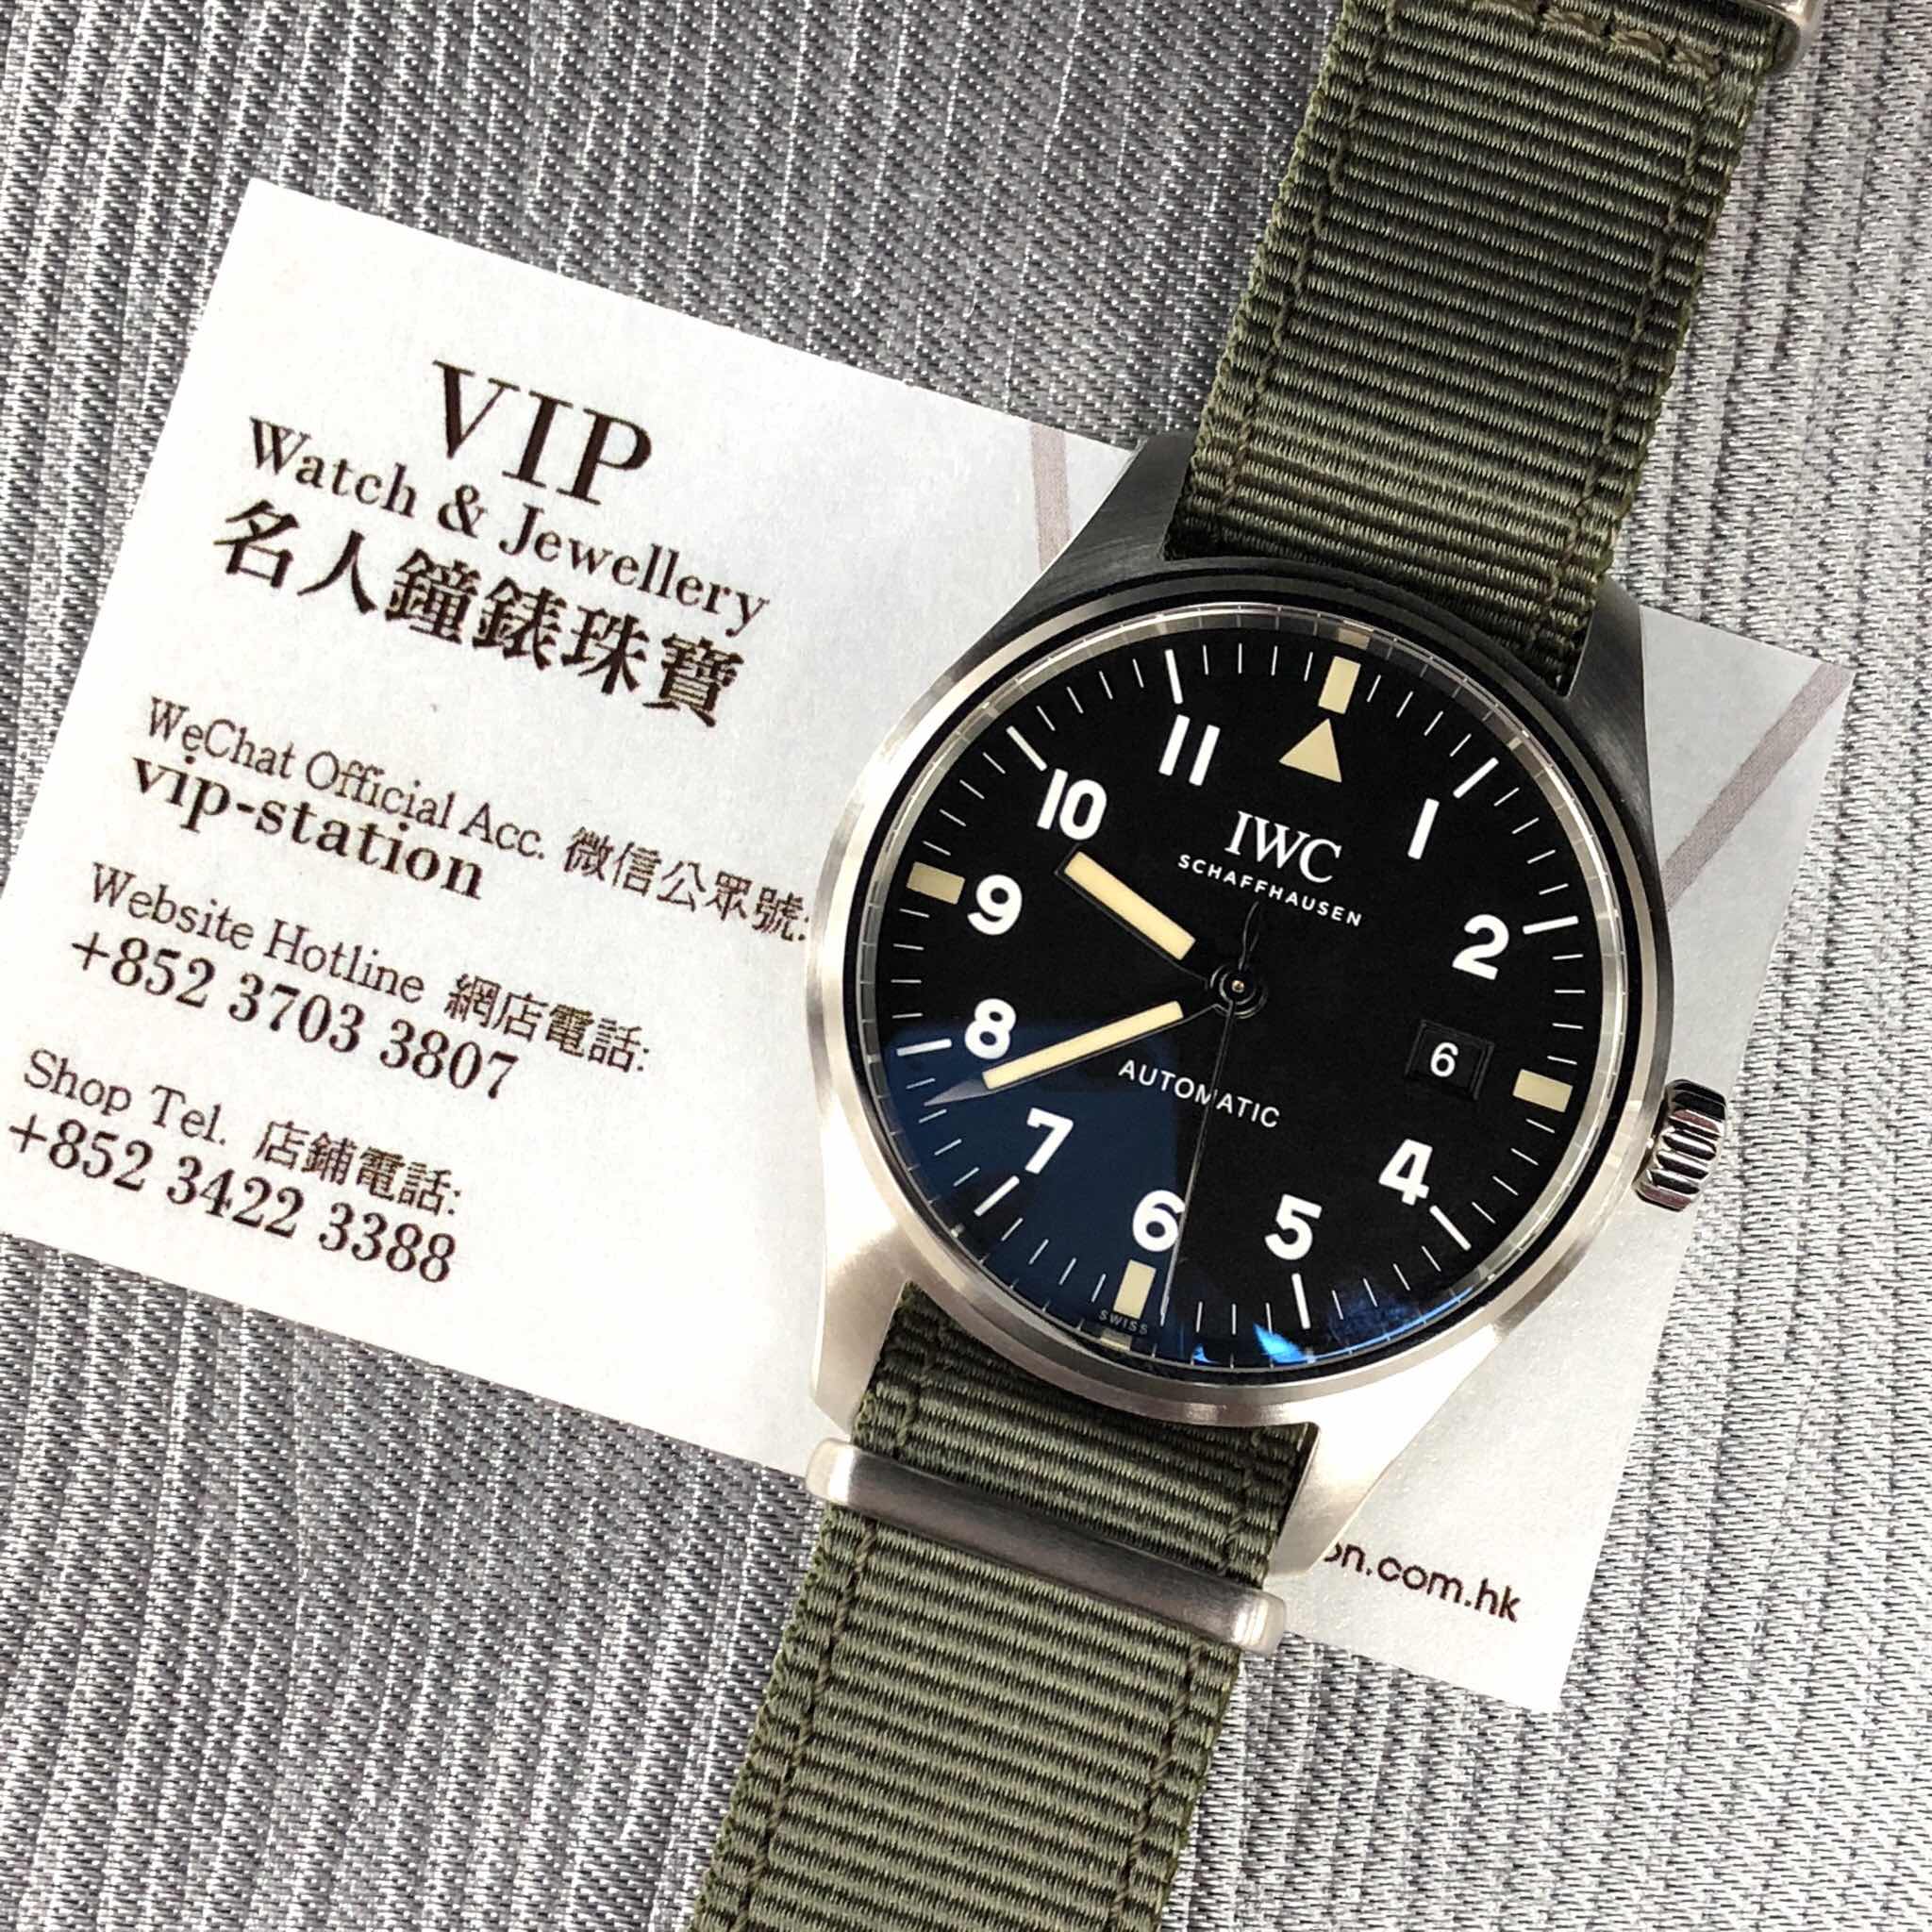 VIP
Watch & Jewellery
名人鐘錶珠寶
WeChat Official Acc. 微信公眾號:
vip-station
Website Hotline 網店電話:
+852 3703 3807
Shop Tel. 店鋪電話:
+852 3422 3388
on.com.hk
11
10
1
IWC
SCHAFFHAUSEN
9
2
8
6
AUTOMATIC
7
4
6
5
SWISS